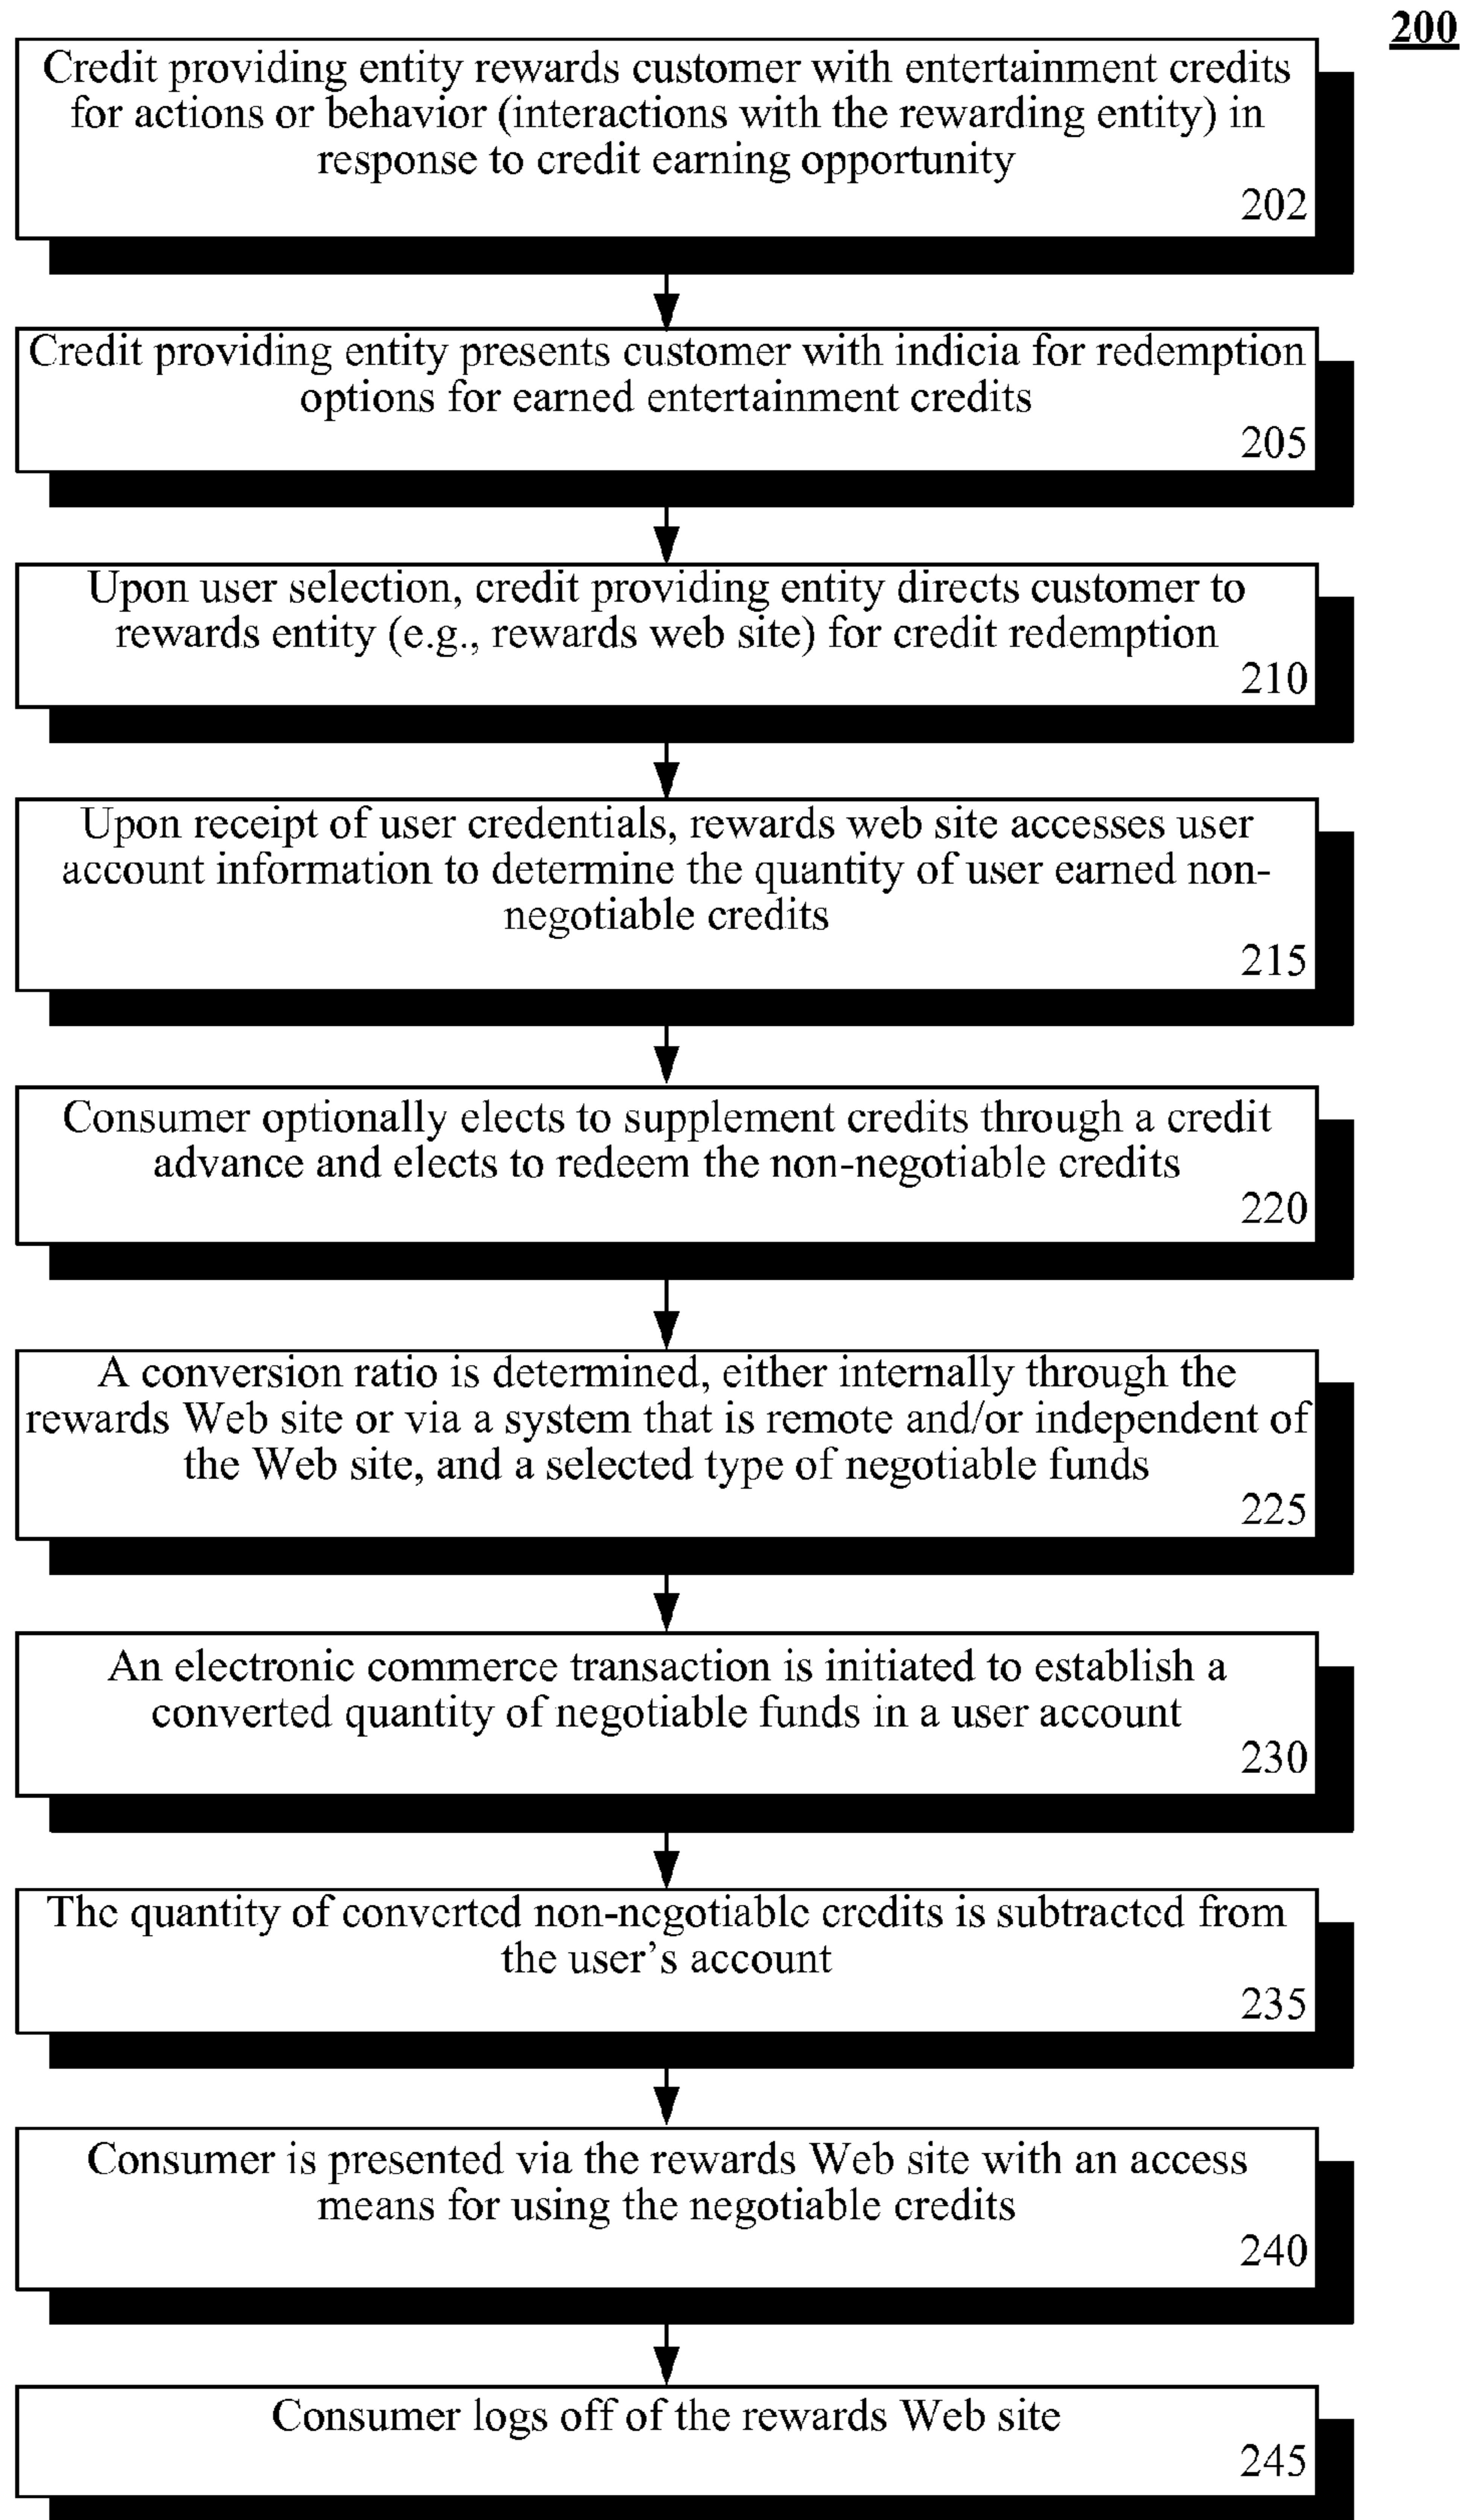 200
Credit providing entity rewards customer with entertainment credits
for actions or behavior (interactions with the rewarding entity) in
response to credit earning opportunity
202
Credit providing entity presents customer with indicia for redemption
options for earned entertainment credits
205
Upon user selection, credit providing entity directs customer to
rewards entity (e.g., rewards web site) for credit redemption
210
Upon receipt of user credentials, rewards web site accesses user
account information to determine the quantity of user earned non-
negotiable credits
215
Consumer optionally elects to supplement credits through a credit
advance and elects to redeem the non-negotiable credits
220
A conversion ratio is determined, either internally through the
rewards Web site or via a system that is remote and/or independent of
the Web site, and a selected type of negotiable funds
225
An electronic commerce transaction is initiated to establish a
converted quantity of negotiable funds in a user account
230
The quantity of converted non-negotiable credits is subtracted from
the user's account
235
Consumer is presented via the rewards Web site with an access
means for using the negotiable credits
240
Consumer logs off of the rewards Web site
245